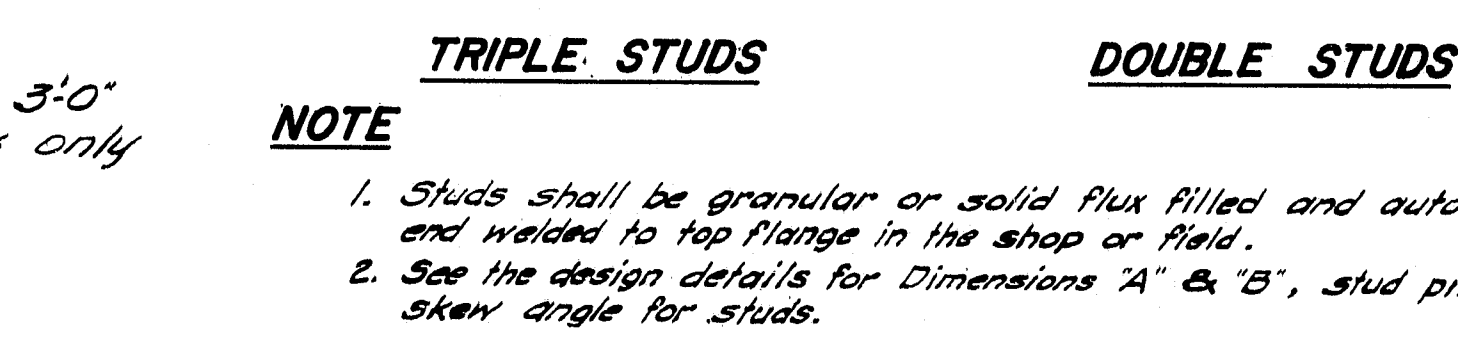 TRIPLE STUDS DOUBLE STUDS
3'-0"
only
NOTE
1. Studs shall be granular or solid flux filled and
end welded to top flange in the shop or field.
2. See the design details for Dimensions "A" & "B", stud
skew angle for studs.